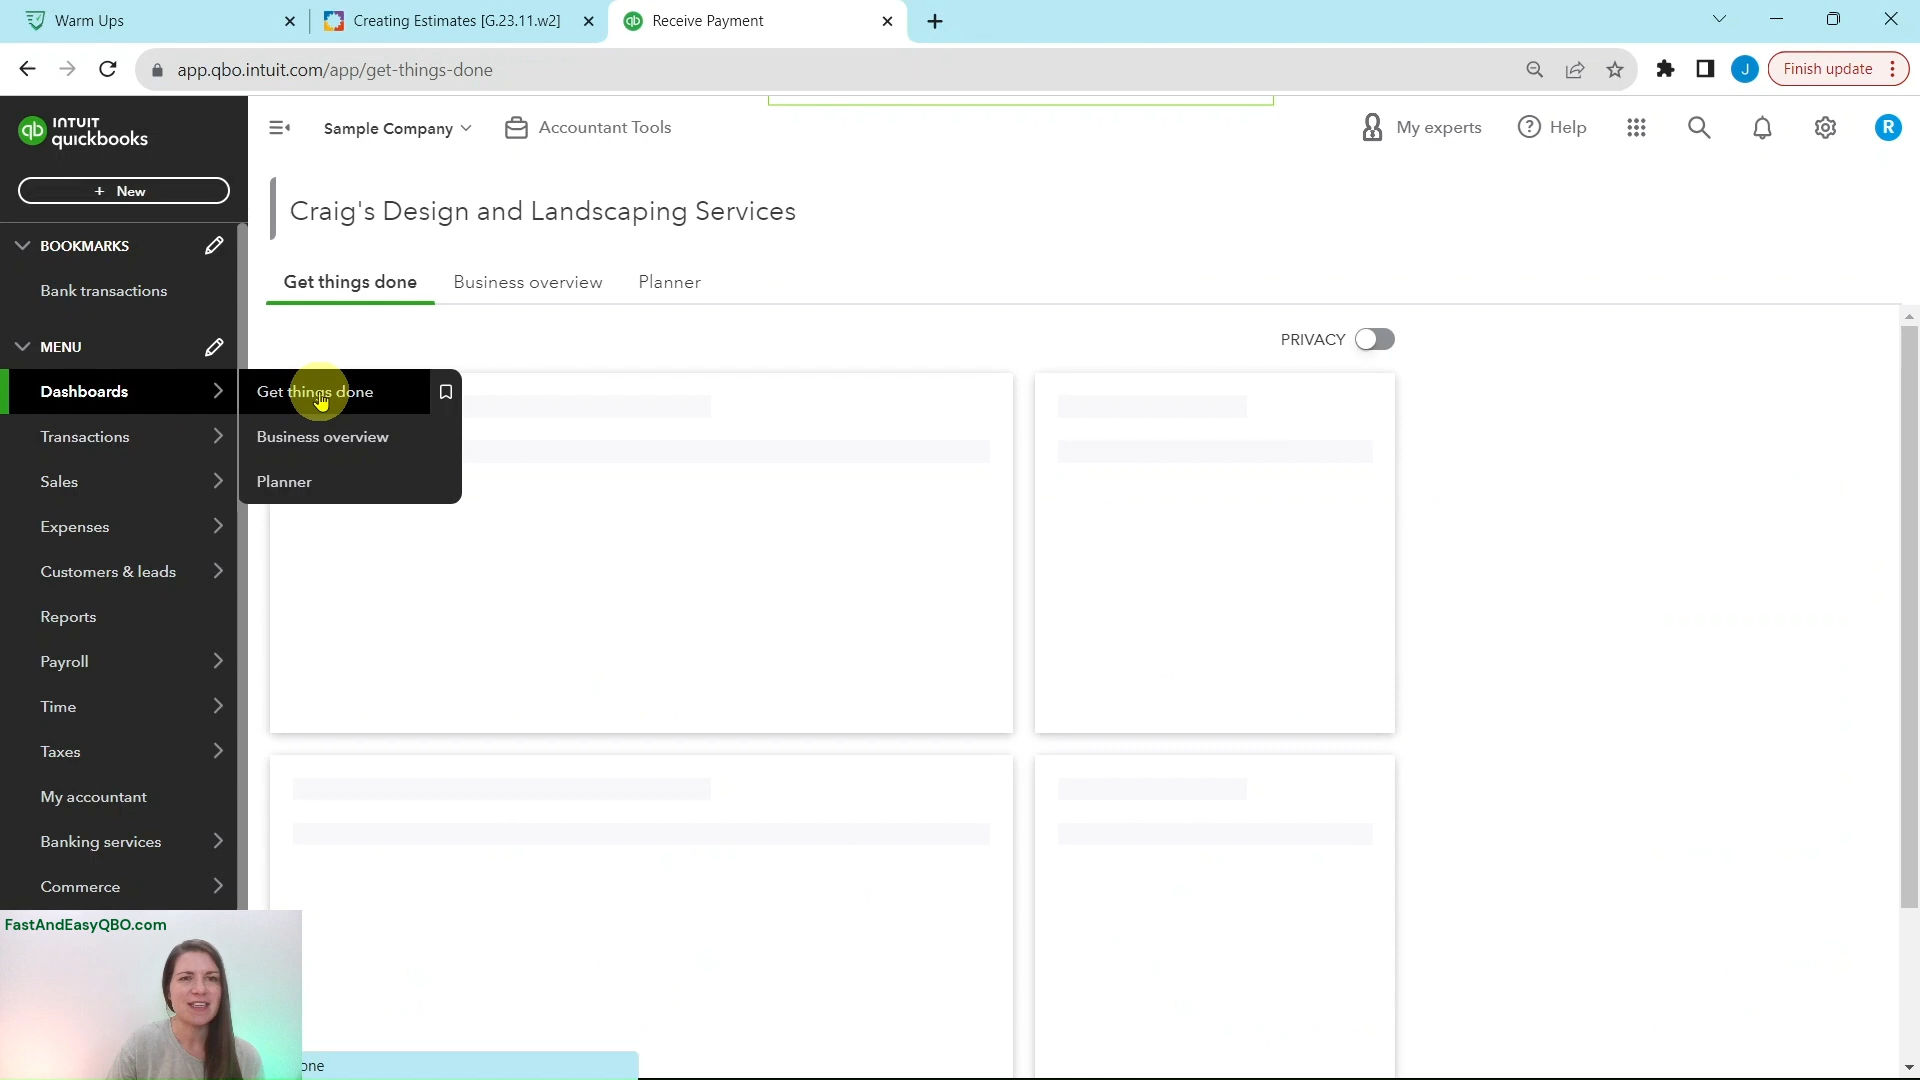 Warm Ups
Creating Estimates [G.23.11.w2]
Receive Payment
app.qbo.intuit.com/app/get-things-done
J
Finish update
qb INTUIT quickbooks
Sample Company
Accountant Tools
My experts
Help
R
+ New
Craig's Design and Landscaping Services
BOOKMARKS
Bank transactions
Get things done
Business overview
Planner
MENU
PRIVACY
Dashboards
Get things done
Transactions
Business overview
Sales
Planner
Expenses
Customers & leads
Reports
Payroll
Time
Taxes
My accountant
Banking services
Commerce
FastAndEasyQBO.com
one